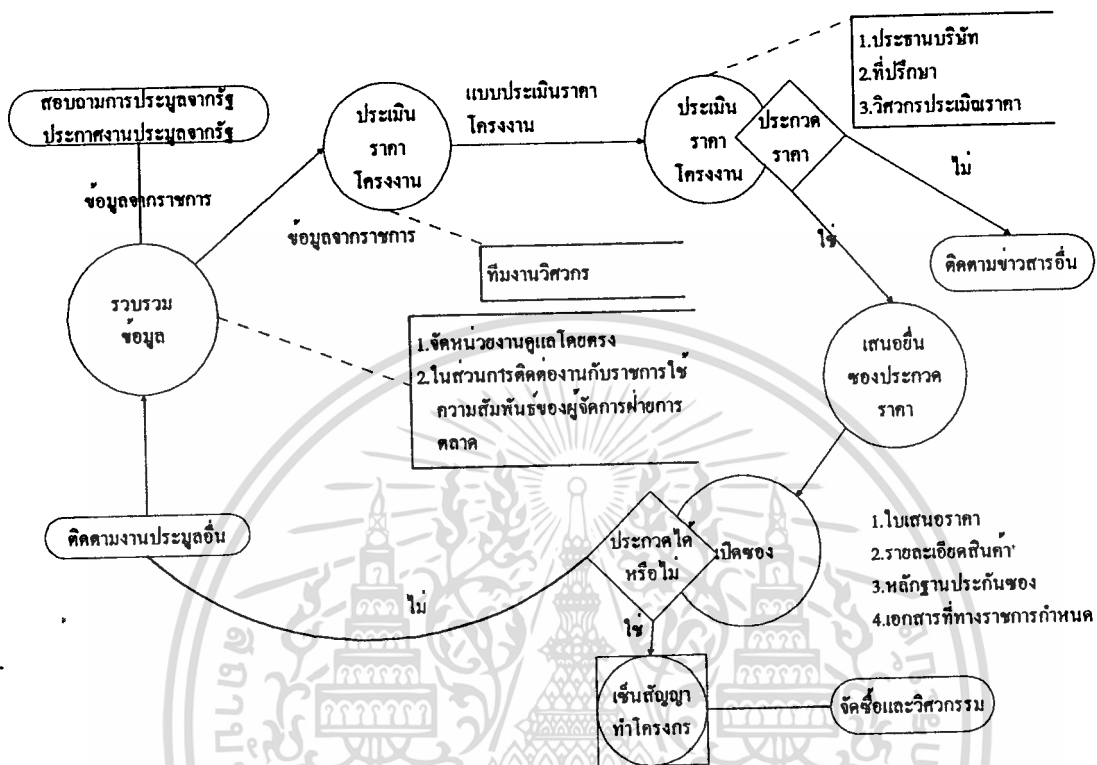 1.ประธานบริษัท
2.ที่ปรึกษา
3.วิศวกรประเมิณราคา
สอบถามการประมูลจากรัฐ
ประกาศงานประมูลจากรัฐ
ประเมิน
ราคา
โครงงาน
แบบประเมินราคา
โครงงาน
ประเมิน
ราคา
โครงงาน
ประกวด
ราคา
ไม่
ข้อมูลจากราชการ
ข้อมูลจากราชการ
ใช่
ติดตามข่าวสารอื่น
ทีมงานวิศวกร
รวบรวม
ข้อมูล
1.จัดหน่วยงานดูแลโดยตรง
2.ในส่วนการติดต่องานกับราชการใช้
ความสัมพันธ์ของผู้จัดการฝ่ายการ
ตลาด
เสนอยื่น
ซองประกวด
ราคา
ติดตามงานประมูลอื่น
ประกวดได้
หรือไม่
เปิดซอง
1.ใบเสนอราคา
2.รายละเอียดสินค้า
3.หลักฐานประกันซอง
4.เอกสารที่ทางราชการกำหนด
ไม่
ใช่
เซ็นสัญญา
ทำโครงกร
จัดซื้อและวิศวกรรม